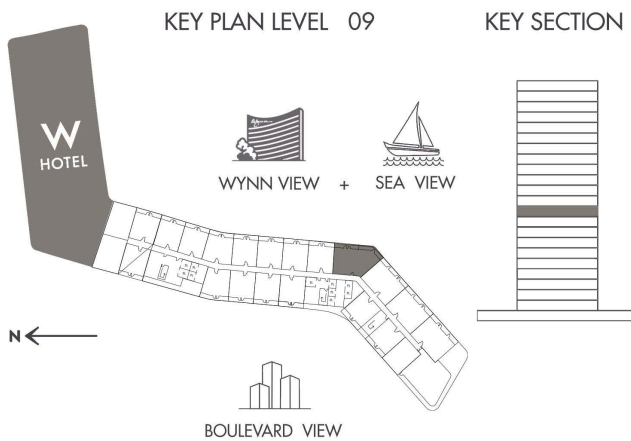 KEY PLAN LEVEL 09
KEY SECTION
W
HOTEL
WYNN VIEW + SEA VIEW
N
BOULEVARD VIEW